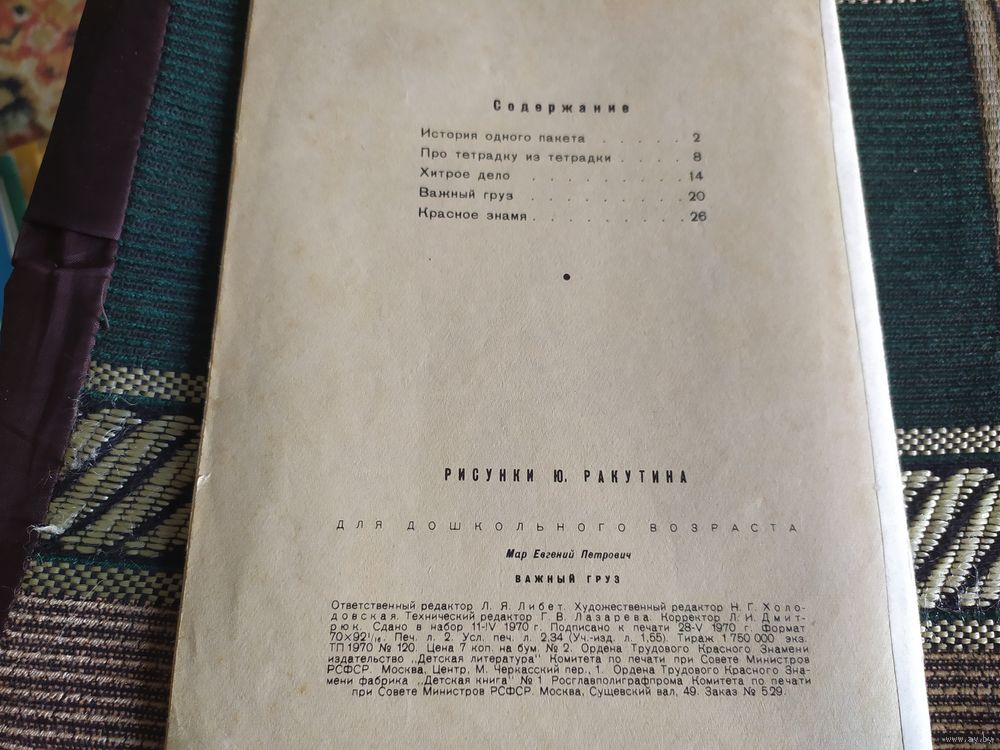 Содержание
История одного пакета . . . . . 2
Про тетрадку из тетрадки . . . . 8
Хитрое дело . . . . . . . . 14
Важный груз . . . . . . . . 20
Красное знамя . . . . . . . . 26
РИСУНКИ Ю. РАКУТИНА
ДЛЯ ДОШКОЛЬНОГО ВОЗРАСТА
Мар Евгений Петрович
ВАЖНЫЙ ГРУЗ
Ответственный редактор Л. Я. Либет. Художественный редактор Н. Г. Холо-
довская. Технический редактор Г. В. Лазарева. Корректор Л. И. Дмит-
рюк. Сдано в набор 11-IV 1970 г. Подписано к печати 28-V 1970 г. Формат
70×92¹/₁₆. Печ. л. 2. Усл. печ. л. 2,34 (Уч.-изд. л. 1,55). Тираж 1 750 000 экз.
ТП 1970 № 120. Цена 7 коп. на бум. № 2. Ордена Трудового Красного Знамени
издательство „Детская литература" Комитета по печати при Совете Министров
РСФСР. Москва, Центр, М. Черкасский пер., 1. Ордена Трудового Красного Зна-
мени фабрика „Детская книга" № 1 Росглавполиграфпрома Комитета по печати
при Совете Министров РСФСР. Москва, Сущевский вал, 49. Заказ № 529.
www.av.by